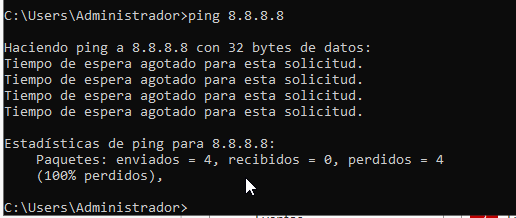 C:\Users\Administrador>ping 8.8.8.8
Haciendo ping a 8.8.8.8 con 32 bytes de datos:
Tiempo de espera agotado para esta solicitud.
Tiempo de espera agotado para esta solicitud.
Tiempo de espera agotado para esta solicitud.
Tiempo de espera agotado para esta solicitud.
Estadísticas de ping para 8.8.8.8:
Paquetes: enviados = 4, recibidos = 0, perdidos = 4
(100% perdidos),
C:\Users\Administrador>